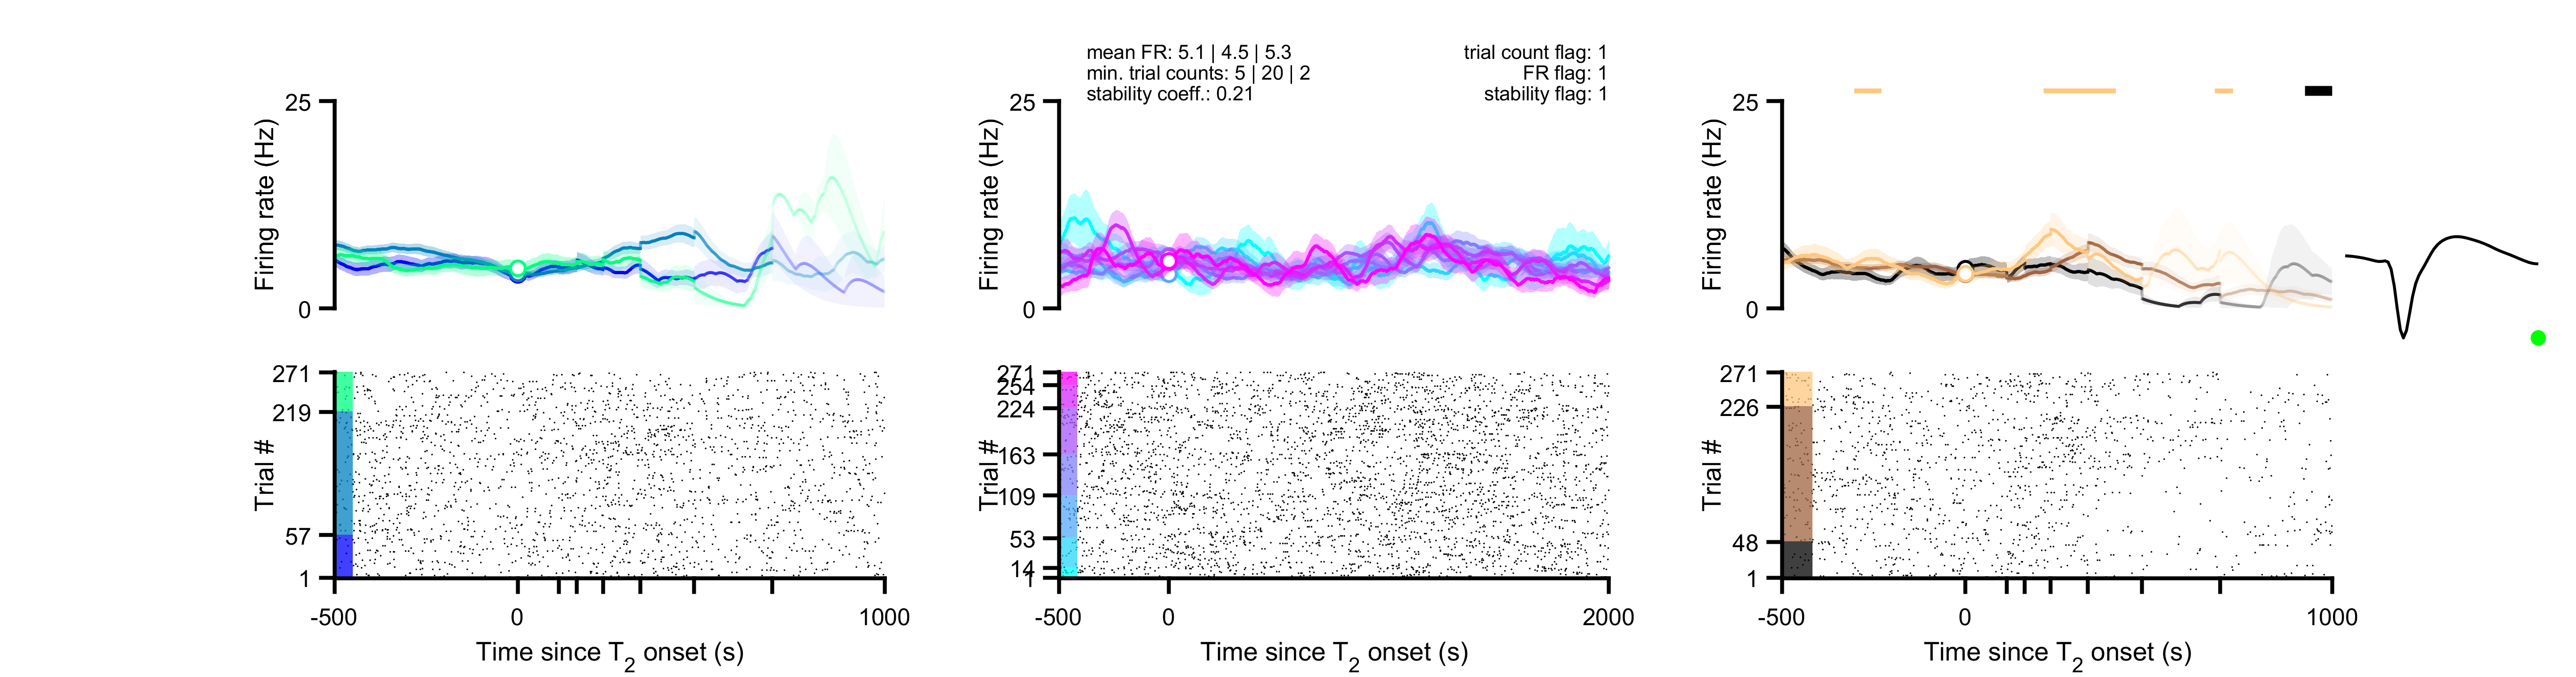 mean FR: 5.1 | 4.5 | 5.3
min. trial counts: 5 | 20 | 2
stability coeff.: 0.21
trial count flag: 1
FR flag: 1
stability flag: 1
25
Firing rate (Hz)
0
25
Firing rate (Hz)
0
25
Firing rate (Hz)
0
271
219
57
1
Trial #
-500
0
1000
Time since T2 onset (s)
271
254
224
163
109
53
14
1
Trial #
-500
0
2000
Time since T2 onset (s)
271
226
48
1
Trial #
-500
0
1000
Time since T2 onset (s)